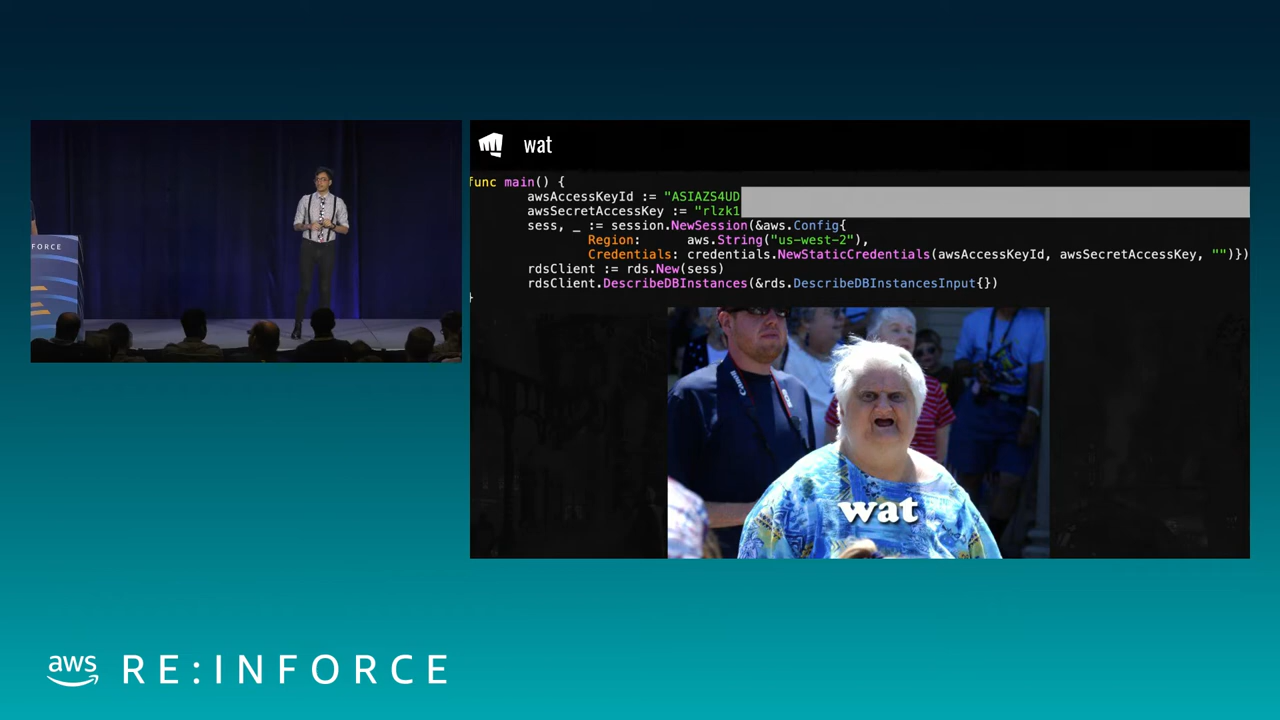 FORCE
wat
func main() {
awsAccessKeyId := "ASIAZS4UD
awsSecretAccessKey := "rlzk1
sess, _ := session.NewSession(&aws.Config{
Region: aws.String("us-west-2"),
Credentials: credentials.NewStaticCredentials(awsAccessKeyId, awsSecretAccessKey, "")})
rdsClient := rds.New(sess)
rdsClient.DescribeDBInstances(&rds.DescribeDBInstancesInput{})
}
Canon
wat
aws RE:INFORCE